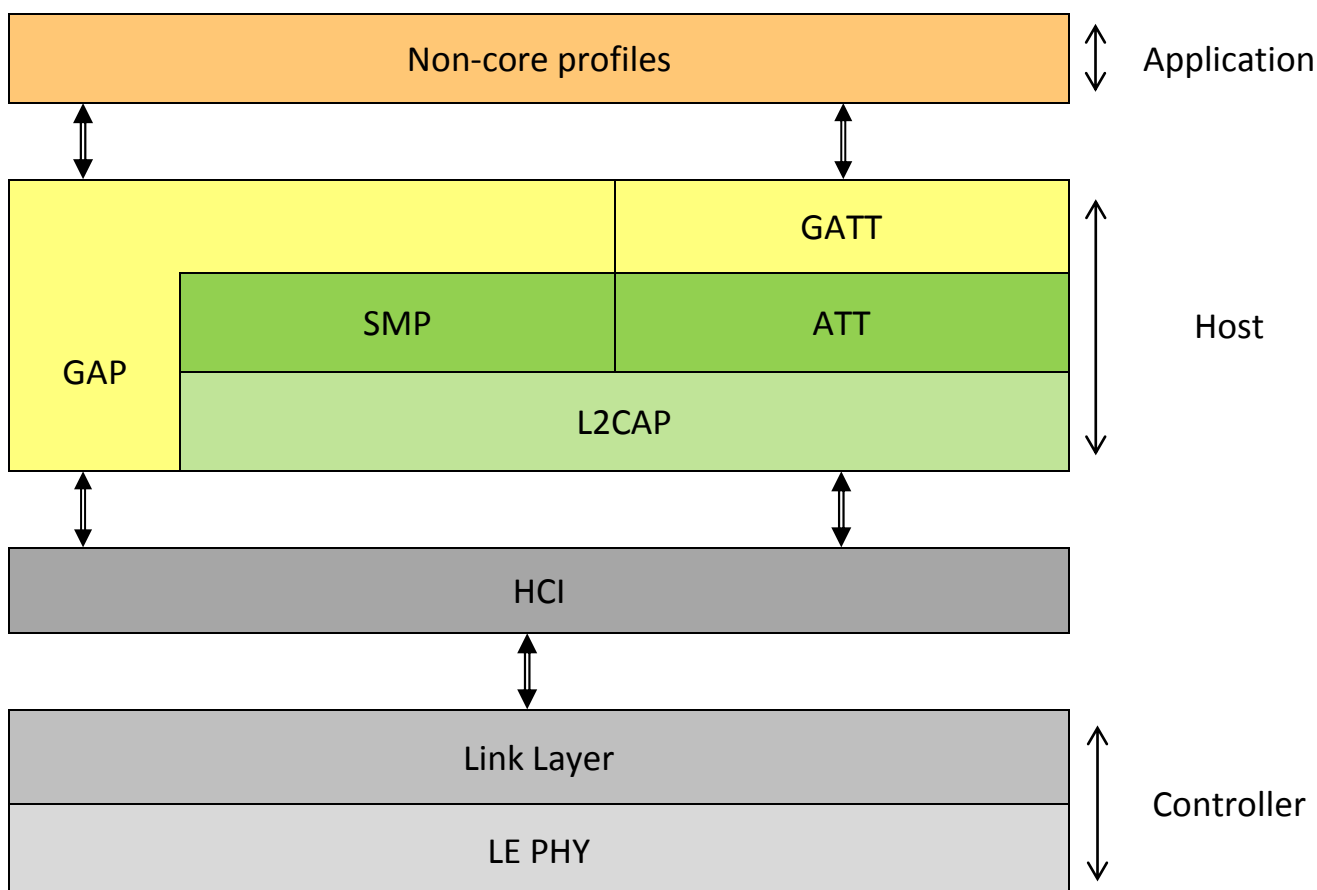 Non-core profiles
Application
GATT
SMP
ATT
Host
GAP
L2CAP
HCI
Link Layer
Controller
LE PHY